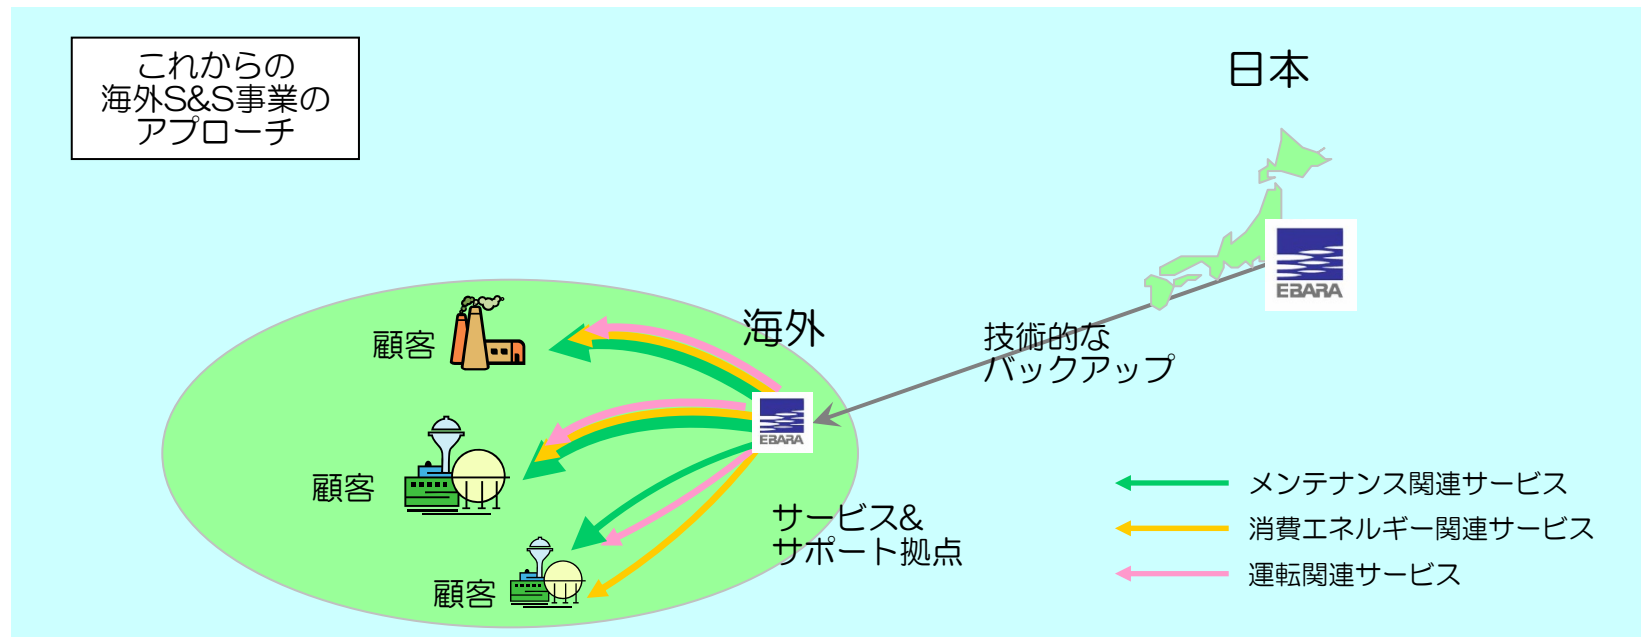 これからの
海外S&S事業の
アプローチ
日本
EBARA
海外
技術的な
バックアップ
顧客
EBARA
顧客
サービス&
サポート拠点
顧客
メンテナンス関連サービス
消費エネルギー関連サービス
運転関連サービス